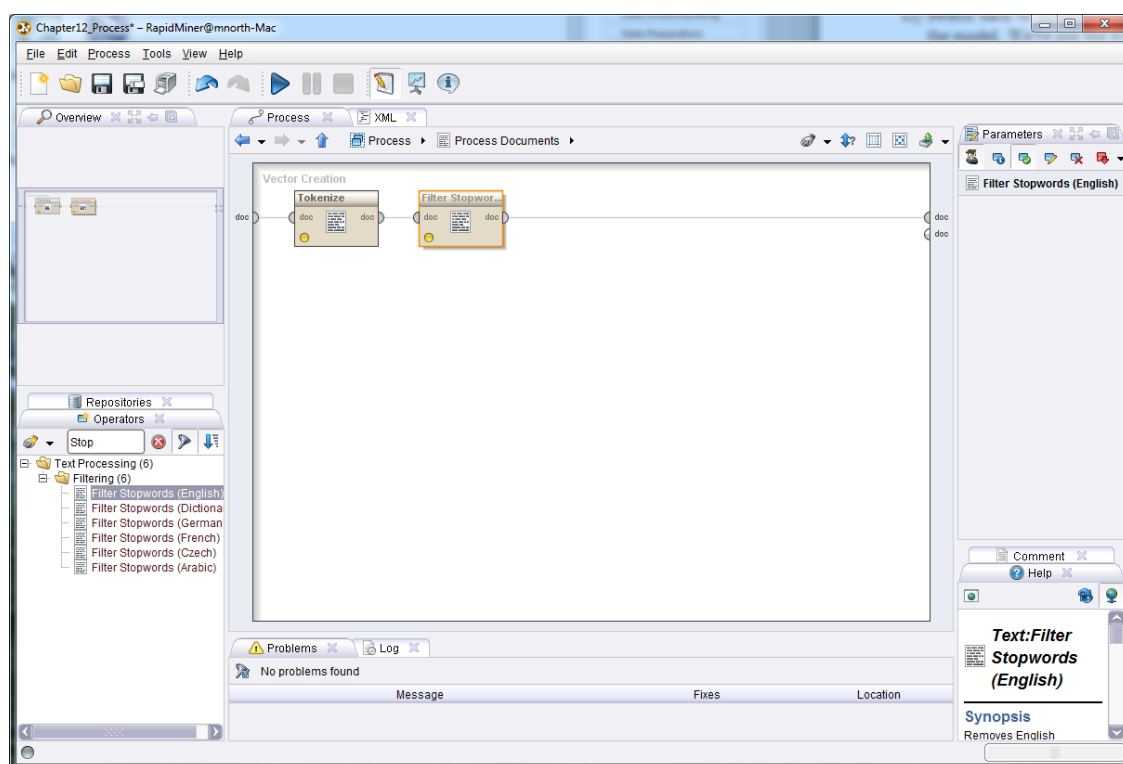 Chapter12_Process* – RapidMiner@mnorth-Mac
File Edit Process Tools View Help
Overview
Process
XML
Process
Process Documents
Parameters
Filter Stopwords (English)
Vector Creation
Tokenize
Filter Stopwor...
doc
doc
doc
doc
doc
doc
doc
Repositories
Operators
Stop
Text Processing (6)
Filtering (6)
Filter Stopwords (English)
Filter Stopwords (Dictiona
Filter Stopwords (German
Filter Stopwords (French)
Filter Stopwords (Czech)
Filter Stopwords (Arabic)
Problems
Log
No problems found
Message Fixes Location
Comment
Help
Text:Filter
Stopwords
(English)
Synopsis
Removes English